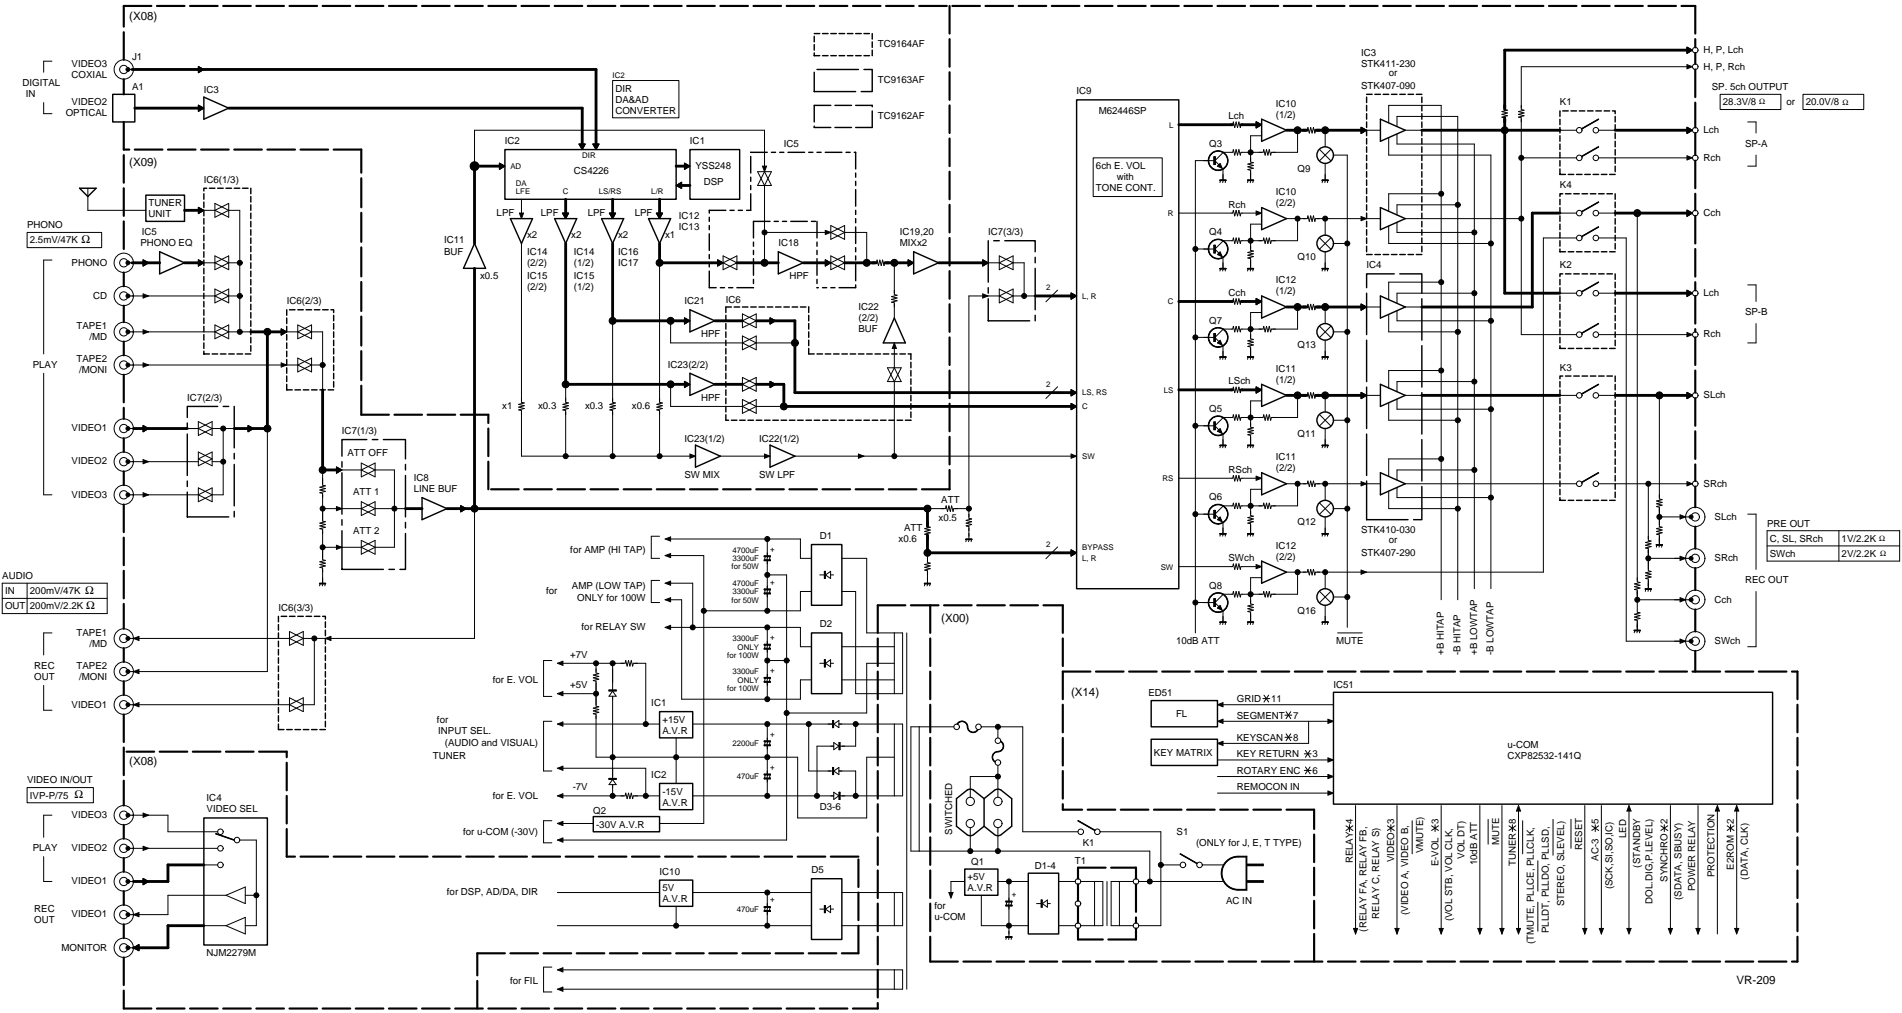 (X08)
VIDEO3
COXIAL
J1
DIGITAL
IN
VIDEO2
OPTICAL
A1
IC3
TC9164AF
TC9163AF
TC9162AF
IC2
DIR
DA&AD
CONVERTER
IC2
DIR
AD
CS4226
DA
LFE
C
LS/RS
L/R
IC1
YSS248
DSP
IC5
LPF
LPF
LPF
LPF
x2
x2
x2
x1
IC12
IC13
IC14
(2/2)
IC15
(2/2)
IC14
(1/2)
IC15
(1/2)
IC16
IC17
IC11
BUF
x0.5
IC18
HPF
IC19,20
MIXx2
IC7(3/3)
IC21
HPF
IC6
IC22
(2/2)
BUF
IC23(2/2)
HPF
x1
x0.3
x0.3
x0.6
IC23(1/2)
SW MIX
IC22(1/2)
SW LPF
(X09)
TUNER
UNIT
IC6(1/3)
PHONO
2.5mV/47K Ω
IC5
PHONO EQ
PHONO
CD
TAPE1
/MD
TAPE2
/MONI
PLAY
VIDEO1
VIDEO2
VIDEO3
IC6(2/3)
IC7(2/3)
IC7(1/3)
ATT OFF
ATT 1
ATT 2
IC8
LINE BUF
ATT
x0.5
ATT
x0.6
AUDIO
IN 200mV/47K Ω
OUT 200mV/2.2K Ω
IC6(3/3)
TAPE1
/MD
REC
OUT
TAPE2
/MONI
VIDEO1
IC9
M62446SP
6ch E. VOL
with
TONE CONT.
L, R
2
LS, RS
2
C
SW
BYPASS
L, R
2
L
R
C
LS
RS
SW
Lch
IC10
(1/2)
Q3
Q9
Rch
IC10
(2/2)
Q4
Q10
Cch
IC12
(1/2)
Q7
Q13
LSch
IC11
(1/2)
Q5
Q11
RSch
IC11
(2/2)
Q6
Q12
SWch
IC12
(2/2)
Q8
Q16
10dB ATT
MUTE
IC3
STK411-230
or
STK407-090
IC4
STK410-030
or
STK407-290
+B HITAP
-B HITAP
+B LOWTAP
-B LOWTAP
K1
K4
K2
K3
H, P, Lch
H, P, Rch
SP. 5ch OUTPUT
28.3V/8 Ω or 20.0V/8 Ω
Lch
SP-A
Rch
Cch
Lch
SP-B
Rch
SLch
SRch
SLch
SRch
Cch
SWch
PRE OUT
C, SL, SRch 1V/2.2K Ω
SWch 2V/2.2K Ω
REC OUT
for AMP (HI TAP)
for
AMP (LOW TAP)
ONLY for 100W
for RELAY SW
4700uF
3300uF
for 50W
4700uF
3300uF
for 50W
3300uF
ONLY
for 100W
3300uF
ONLY
for 100W
D1
D2
for E. VOL
+7V
+5V
IC1
+15V
A.V.R
for
INPUT SEL.
(AUDIO and VISUAL)
TUNER
2200uF
470uF
IC2
-15V
A.V.R
D3-6
-7V
for E. VOL
Q2
-30V A.V.R
for u-COM (-30V)
for DSP, AD/DA, DIR
IC10
5V
A.V.R
470uF
D5
for FIL
(X08)
VIDEO IN/OUT
IVP-P/75 Ω
IC4
VIDEO SEL
VIDEO3
PLAY
VIDEO2
VIDEO1
REC
OUT
VIDEO1
MONITOR
NJM2279M
(X00)
SWITCHED
K1
S1
(ONLY for J, E, T TYPE)
AC IN
Q1
+5V
A.V.R
for
u-COM
D1-4
T1
(X14)
ED51
FL
KEY MATRIX
GRID✳11
SEGMENT✳7
KEYSCAN✳8
KEY RETURN ✳3
ROTARY ENC ✳6
REMOCON IN
IC51
u-COM
CXP82532-141Q
RELAY✳4
(RELAY FA, RELAY FB,
RELAY C, RELAY S)
VIDEO✳3
(VIDEO A, VIDEO B,
VMUTE)
E-VOL ✳3
(VOL STB, VOL CLK,
VOL DT)
10dB ATT
MUTE
TUNER✳8
(TMUTE, PLLCE, PLLCLK,
PLLDT, PLLDO, PLLSD,
STEREO, SLEVEL)
RESET
AC-3 ✳5
(SCK,SI,SO,IC)
LED
(STANDBY
DOL.DIG,P.LEVEL)
SYNCHRO✳2
(SDATA, SBUSY)
POWER RELAY
PROTECTION
E2ROM ✳2
(DATA, CLK)
VR-209